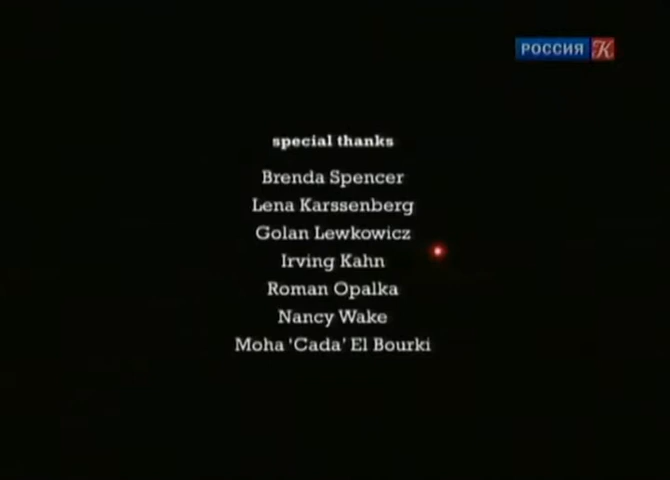 РОССИЯ К
special thanks
Brenda Spencer
Lena Karssenberg
Golan Lewkowicz
Irving Kahn
Roman Opalka
Nancy Wake
Moha 'Cada' El Bourki